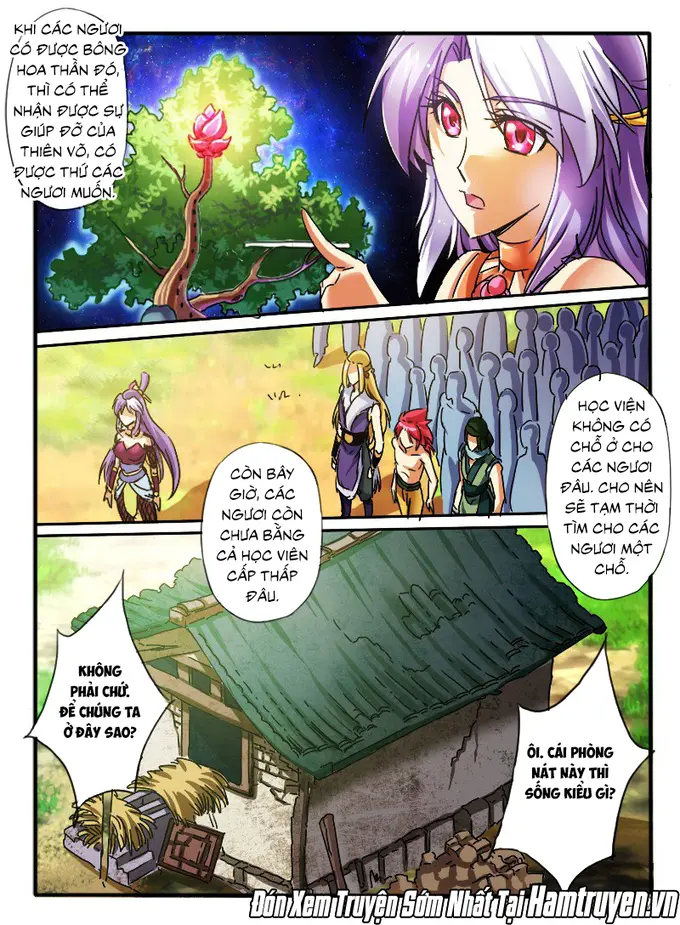 KHI CÁC NGƯƠI
CÓ ĐƯỢC BÔNG
HOA THẦN ĐÓ,
THÌ CÓ THỂ
NHẬN ĐƯỢC SỰ
GIÚP ĐỠ CỦA
THIÊN VÕ, CÓ
ĐƯỢC THỨ CÁC
NGƯƠI MUỐN.
HỌC VIỆN
KHÔNG CÓ
CHỖ Ở CHO
CÁC NGƯƠI
ĐÂU. CHO NÊN
SẼ TẠM THỜI
TÌM CHO CÁC
NGƯƠI MỘT
CHỖ.
CÒN BÂY
GIỜ, CÁC
NGƯƠI CÒN
CHƯA BẰNG
CẢ HỌC VIÊN
CẤP THẤP
ĐÂU.
KHÔNG
PHẢI CHỨ.
ĐỂ CHÚNG TA
Ở ĐÂY SAO?
ÔI. CÁI PHÒNG
NÁT NÀY THÌ
SỐNG KIỂU GÌ?
Đón Xem Truyện Sớm Nhất Tại Hamtruyen.vn